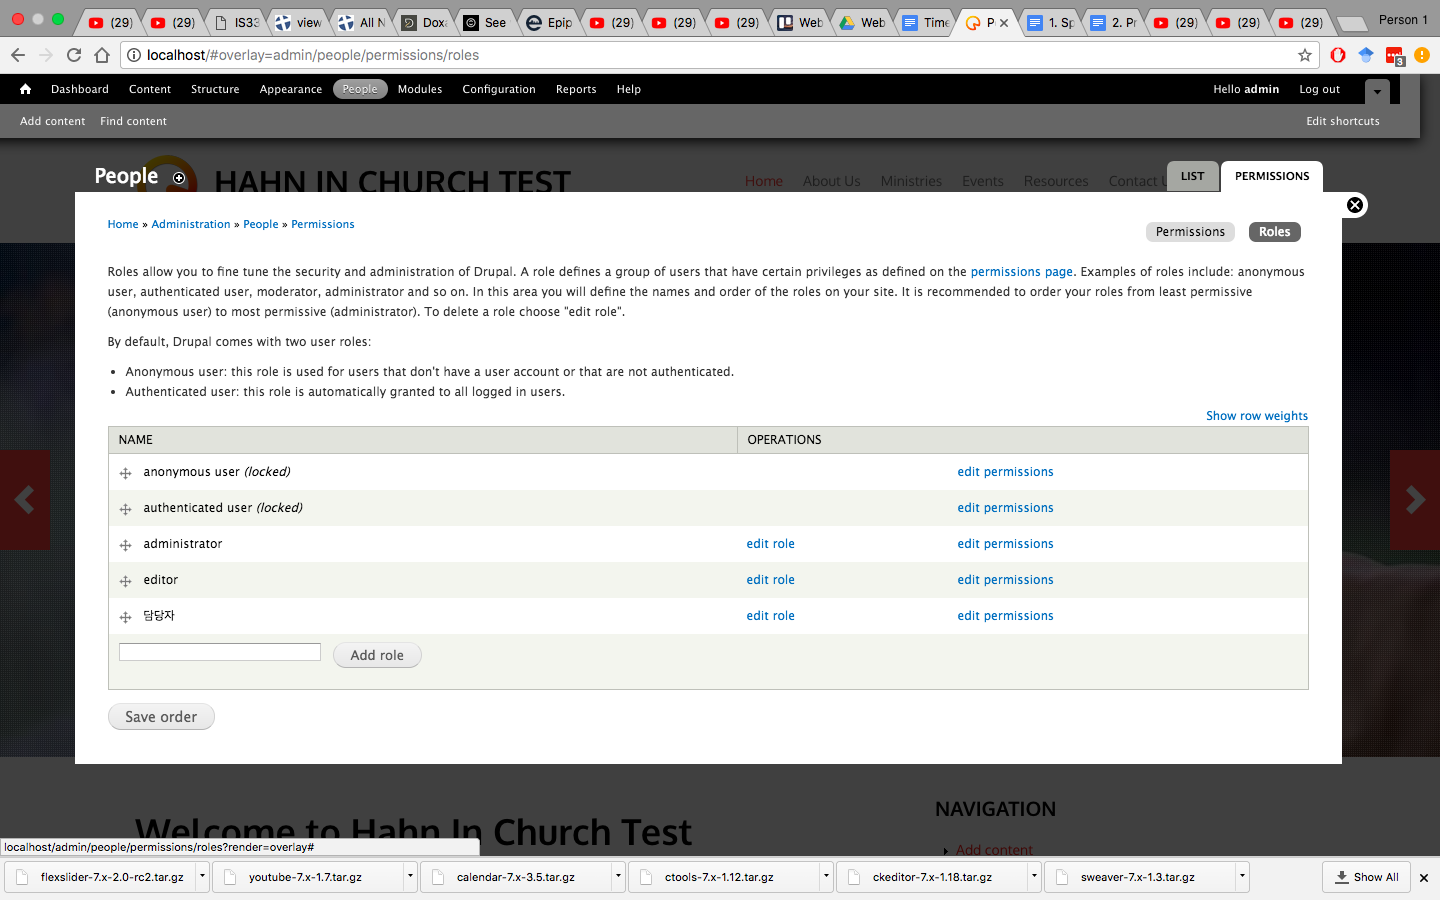 (29)
(29)
IS33
view
All N
Doxa
See
Epip
(29)
(29)
(29)
Web
Web
Time
P
1. Sp
2. Pr
(29)
(29)
(29)
Person 1
localhost/#overlay=admin/people/permissions/roles
3
Dashboard Content Structure Appearance People Modules Configuration Reports Help
Hello admin Log out
Add content Find content
Edit shortcuts
People
HAHN IN CHURCH TEST
Home About Us Ministries Events Resources Contact U
LIST PERMISSIONS
Home » Administration » People » Permissions
Permissions Roles
Roles allow you to fine tune the security and administration of Drupal. A role defines a group of users that have certain privileges as defined on the permissions page. Examples of roles include: anonymous
user, authenticated user, moderator, administrator and so on. In this area you will define the names and order of the roles on your site. It is recommended to order your roles from least permissive
(anonymous user) to most permissive (administrator). To delete a role choose "edit role".
By default, Drupal comes with two user roles:
• Anonymous user: this role is used for users that don't have a user account or that are not authenticated.
• Authenticated user: this role is automatically granted to all logged in users.
Show row weights
NAME OPERATIONS
anonymous user (locked) edit permissions
authenticated user (locked) edit permissions
administrator edit role edit permissions
editor edit role edit permissions
담당자 edit role edit permissions
Add role
Save order
Welcome to Hahn In Church Test
NAVIGATION
Add content
localhost/admin/people/permissions/roles?render=overlay#
flexslider-7.x-2.0-rc2.tar.gz
youtube-7.x-1.7.tar.gz
calendar-7.x-3.5.tar.gz
ctools-7.x-1.12.tar.gz
ckeditor-7.x-1.18.tar.gz
sweaver-7.x-1.3.tar.gz
Show All